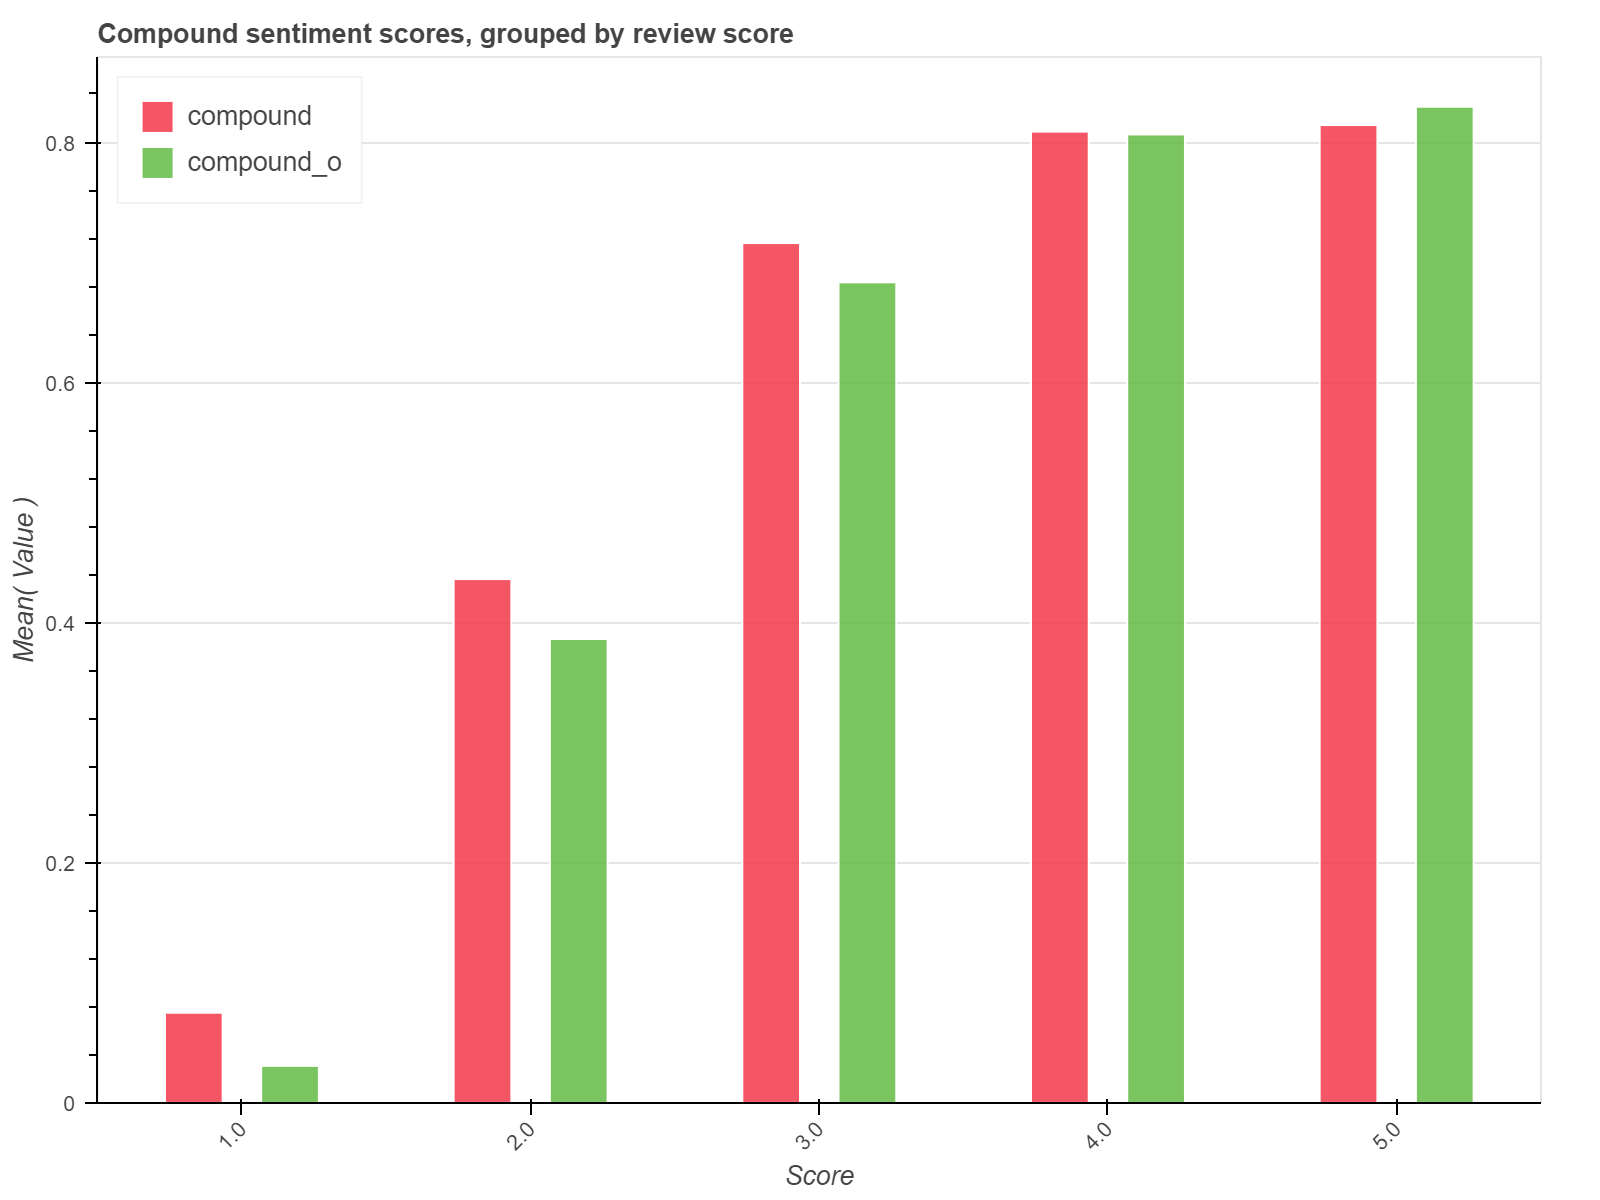 Compound sentiment scores, grouped by review score
compound
compound_o
0.8
0.6
0.4
0.2
0
Mean( Value )
1.0
2.0
3.0
4.0
5.0
Score